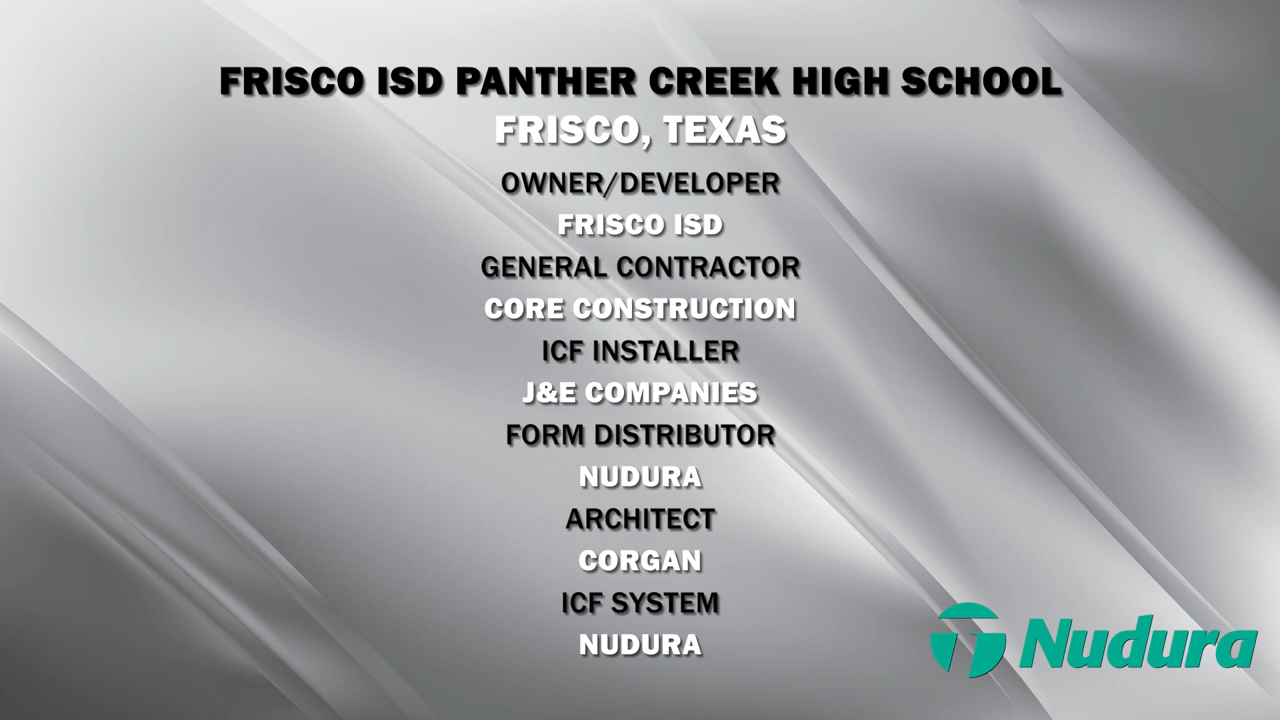 FRISCO ISD PANTHER CREEK HIGH SCHOOL
FRISCO, TEXAS
OWNER/DEVELOPER
FRISCO ISD
GENERAL CONTRACTOR
CORE CONSTRUCTION
ICF INSTALLER
J&E COMPANIES
FORM DISTRIBUTOR
NUDURA
ARCHITECT
CORGAN
ICF SYSTEM
NUDURA
Nudura